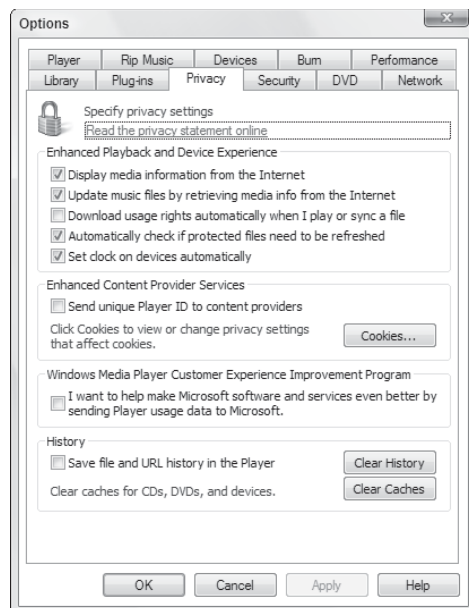 Options
Player Rip Music Devices Burn Performance
Library Plug-ins Privacy Security DVD Network
Specify privacy settings
Read the privacy statement online
Enhanced Playback and Device Experience
Display media information from the Internet
Update music files by retrieving media info from the Internet
Download usage rights automatically when I play or sync a file
Automatically check if protected files need to be refreshed
Set clock on devices automatically
Enhanced Content Provider Services
Send unique Player ID to content providers
Click Cookies to view or change privacy settings
that affect cookies.
Cookies...
Windows Media Player Customer Experience Improvement Program
I want to help make Microsoft software and services even better by
sending Player usage data to Microsoft.
History
Save file and URL history in the Player
Clear History
Clear caches for CDs, DVDs, and devices.
Clear Caches
OK Cancel Apply Help